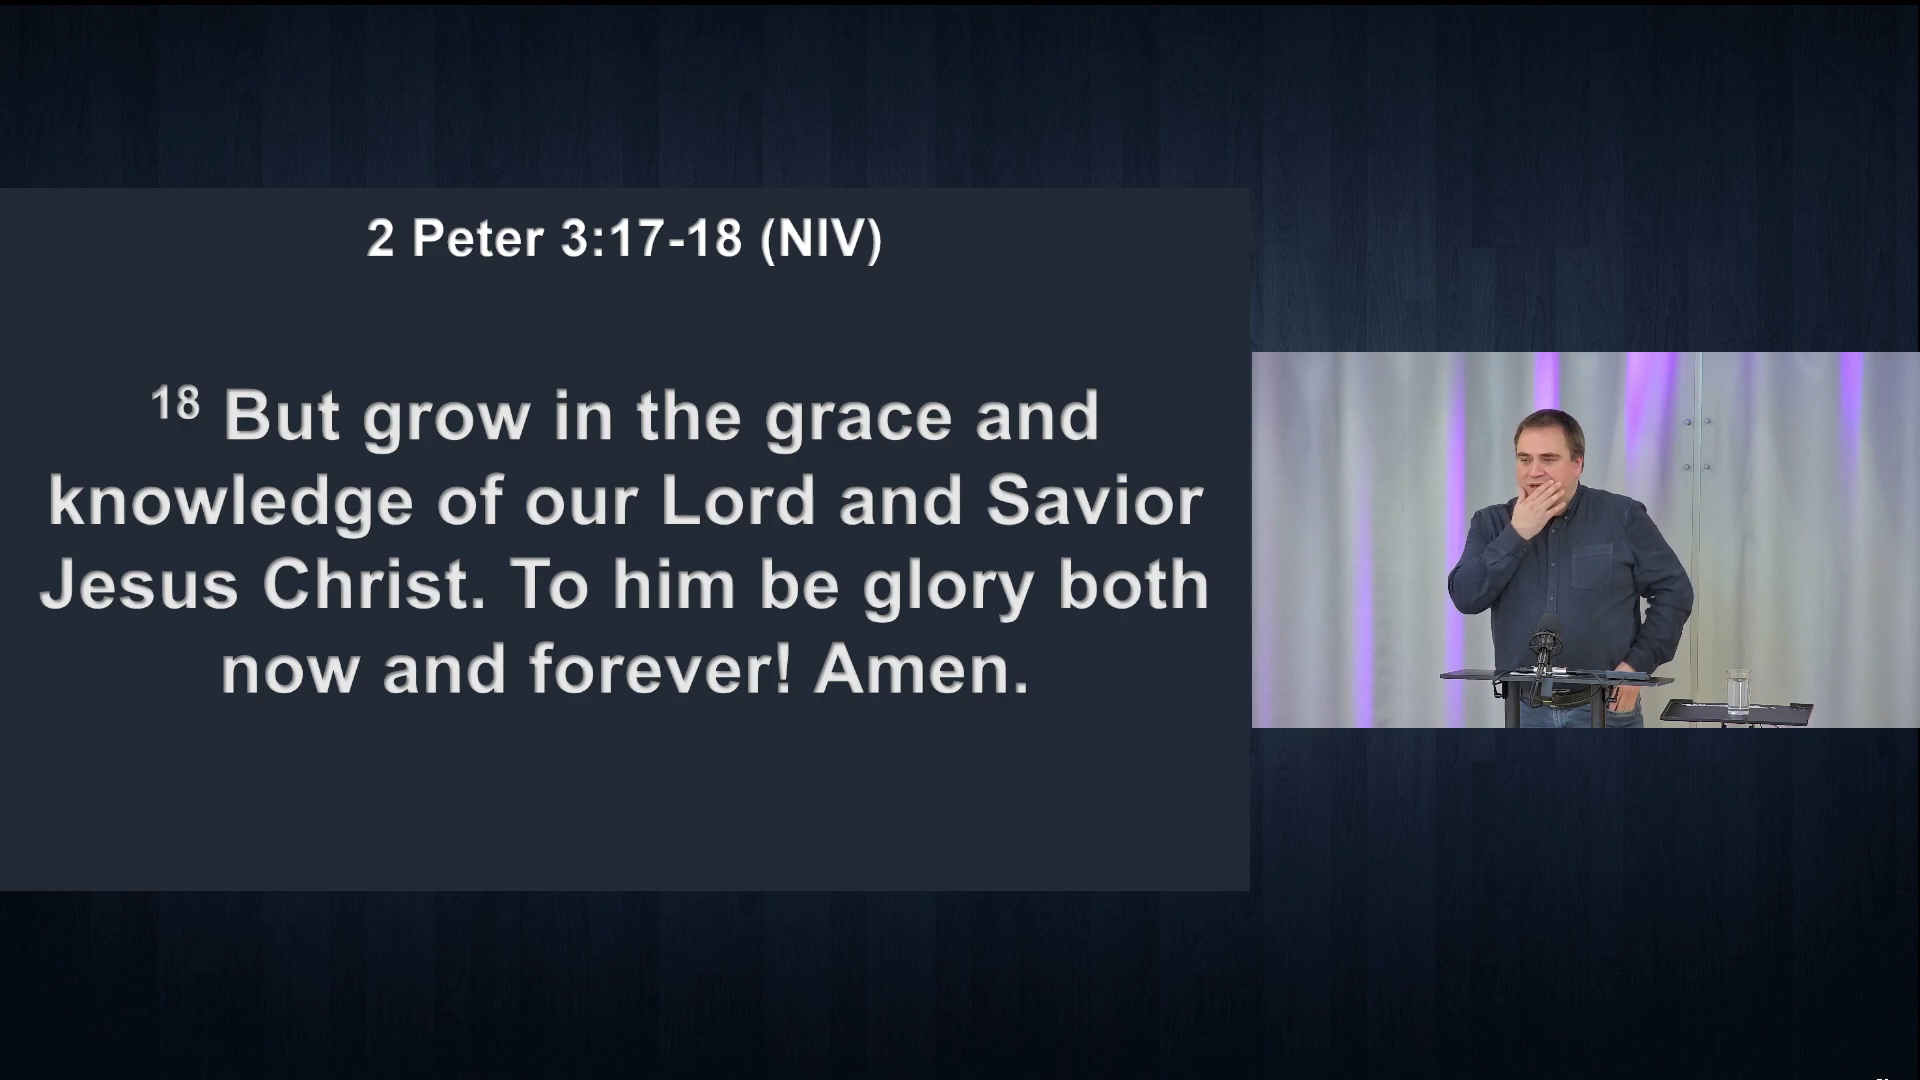 2 Peter 3:17-18 (NIV)
18 But grow in the grace and
knowledge of our Lord and Savior
Jesus Christ. To him be glory both
now and forever! Amen.